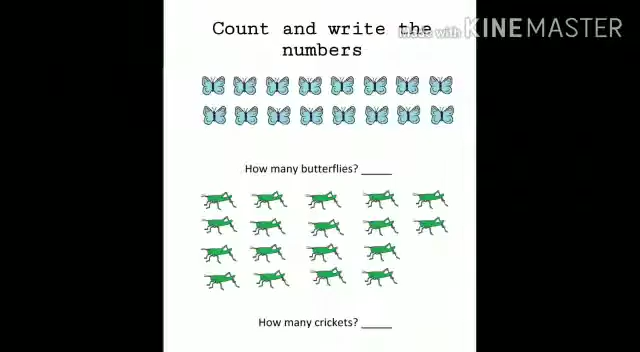 Count and write the
numbers
Made with KINEMASTER
How many butterflies? _____
How many crickets? _____